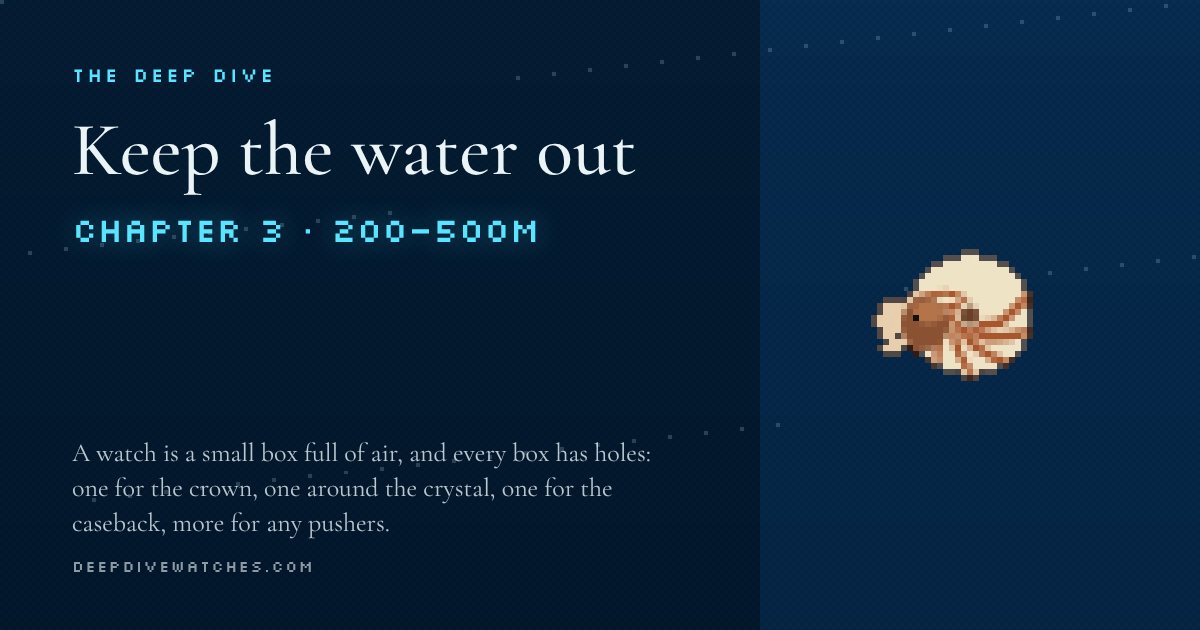 THE DEEP DIVE
Keep the water out
CHAPTER 3 · 200–500M
A watch is a small box full of air, and every box has holes:
one for the crown, one around the crystal, one for the
caseback, more for any pushers.
DEEPDIVEWATCHES.COM